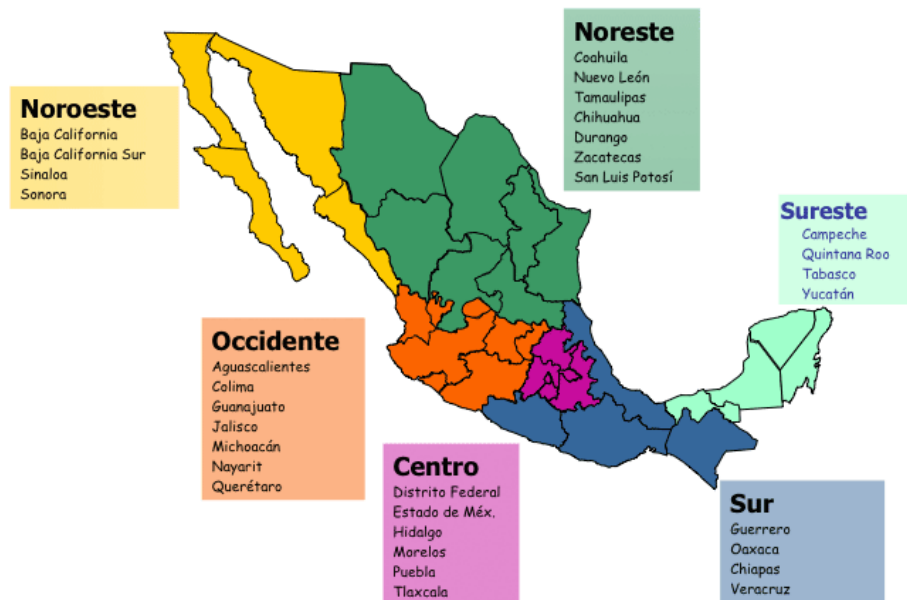 Noreste
Coahuila
Nuevo León
Tamaulipas
Chihuahua
Durango
Zacatecas
San Luis Potosí
Noroeste
Baja California
Baja California Sur
Sinaloa
Sonora
Sureste
Campeche
Quintana Roo
Tabasco
Yucatán
Occidente
Aguascalientes
Colima
Guanajuato
Jalisco
Michoacán
Nayarit
Querétaro
Centro
Distrito Federal
Estado de Méx.
Hidalgo
Morelos
Puebla
Tlaxcala
Sur
Guerrero
Oaxaca
Chiapas
Veracruz